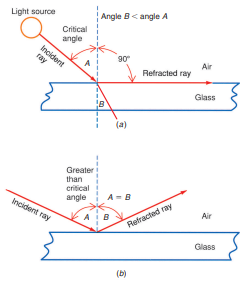 Light source
Angle B < angle A
Critical
angle
90°
A
Incident
ray
Air
Refracted ray
Glass
B
(a)
Greater
than
critical
angle
A = B
Incident ray
A
B
Refracted ray
Air
Glass
(b)